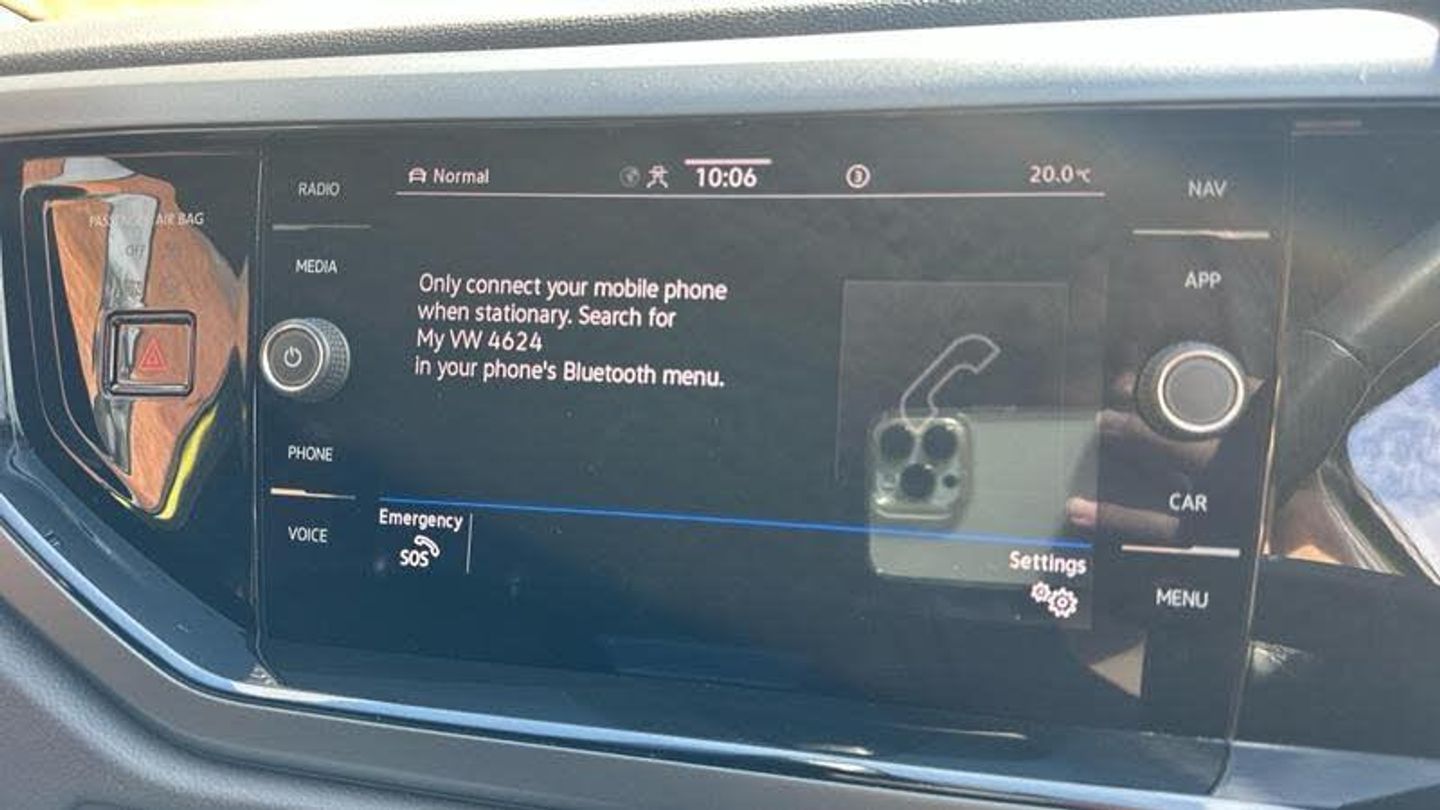 PASSENGER AIR BAG
OFF
RADIO
MEDIA
PHONE
VOICE
Normal
10:06
3
20.0°C
Only connect your mobile phone
when stationary. Search for
My VW 4624
in your phone's Bluetooth menu.
Emergency
SOS
Settings
NAV
APP
CAR
MENU